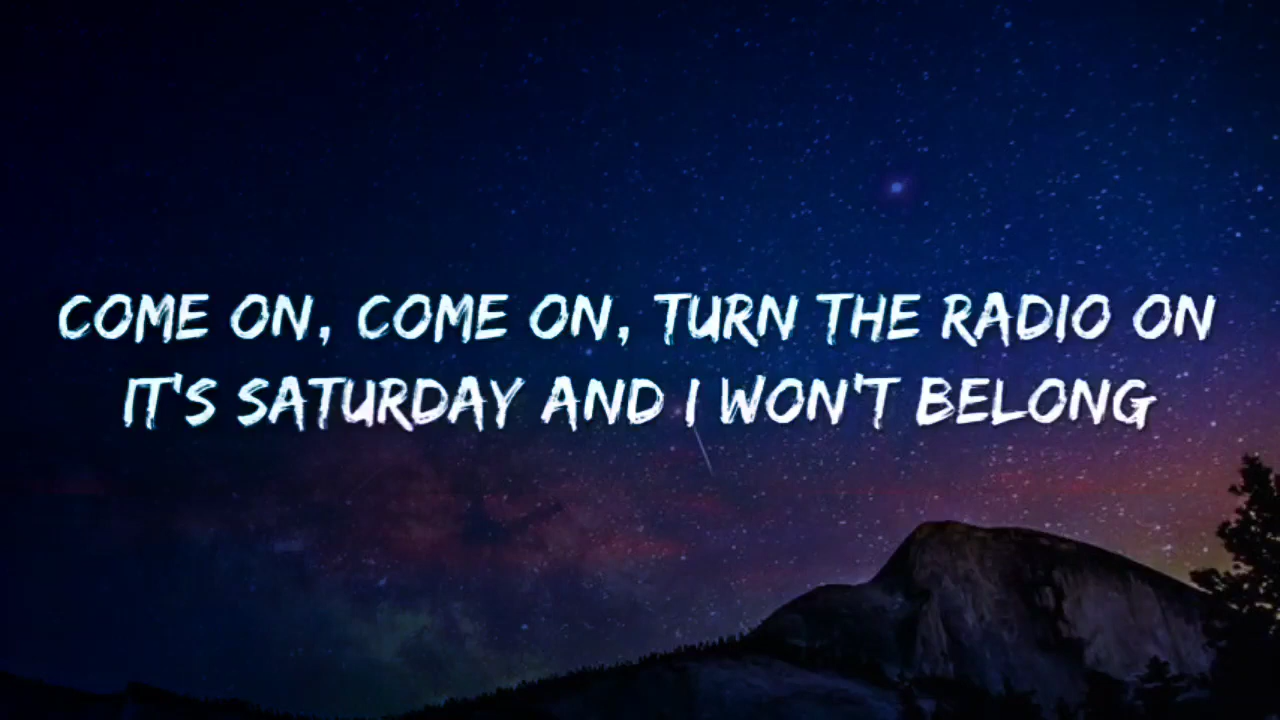 COME ON, COME ON, TURN THE RADIO ON
IT'S SATURDAY AND I WON'T BELONG